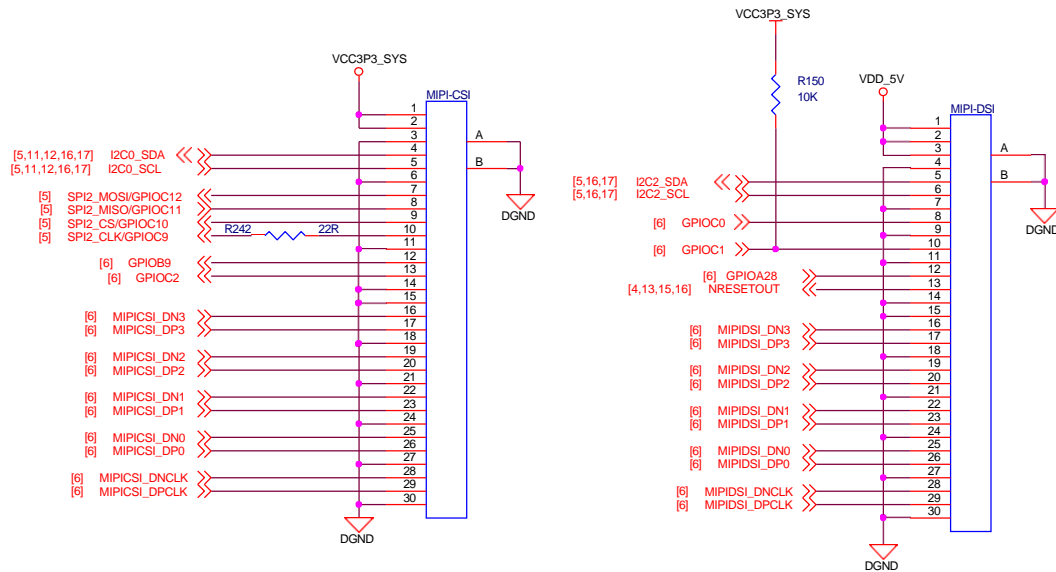 VCC3P3_SYS
MIPI-CSI
1
2
3
A
[5,11,12,16,17] I2C0_SDA 4
[5,11,12,16,17] I2C0_SCL 5
B
6
[5] SPI2_MOSI/GPIOC12 7
[5] SPI2_MISO/GPIOC11 8
[5] SPI2_CS/GPIOC10 9
[5] SPI2_CLK/GPIOC9 R242 22R 10
DGND
11
[6] GPIOB9 12
[6] GPIOC2 13
14
15
[6] MIPICSI_DN3 16
[6] MIPICSI_DP3 17
18
[6] MIPICSI_DN2 19
[6] MIPICSI_DP2 20
21
[6] MIPICSI_DN1 22
[6] MIPICSI_DP1 23
24
[6] MIPICSI_DN0 25
[6] MIPICSI_DP0 26
27
[6] MIPICSI_DNCLK 28
[6] MIPICSI_DPCLK 29
30
DGND
VCC3P3_SYS
R150
10K
VDD_5V
MIPI-DSI
1
2
3
A
4
[5,16,17] I2C2_SDA 5
B
[5,16,17] I2C2_SCL 6
7
[6] GPIOC0 8
DGND
9
[6] GPIOC1 10
11
[6] GPIOA28 12
[4,13,15,16] NRESETOUT 13
14
15
[6] MIPIDSI_DN3 16
[6] MIPIDSI_DP3 17
18
[6] MIPIDSI_DN2 19
[6] MIPIDSI_DP2 20
21
[6] MIPIDSI_DN1 22
[6] MIPIDSI_DP1 23
24
[6] MIPIDSI_DN0 25
[6] MIPIDSI_DP0 26
27
[6] MIPIDSI_DNCLK 28
[6] MIPIDSI_DPCLK 29
30
DGND